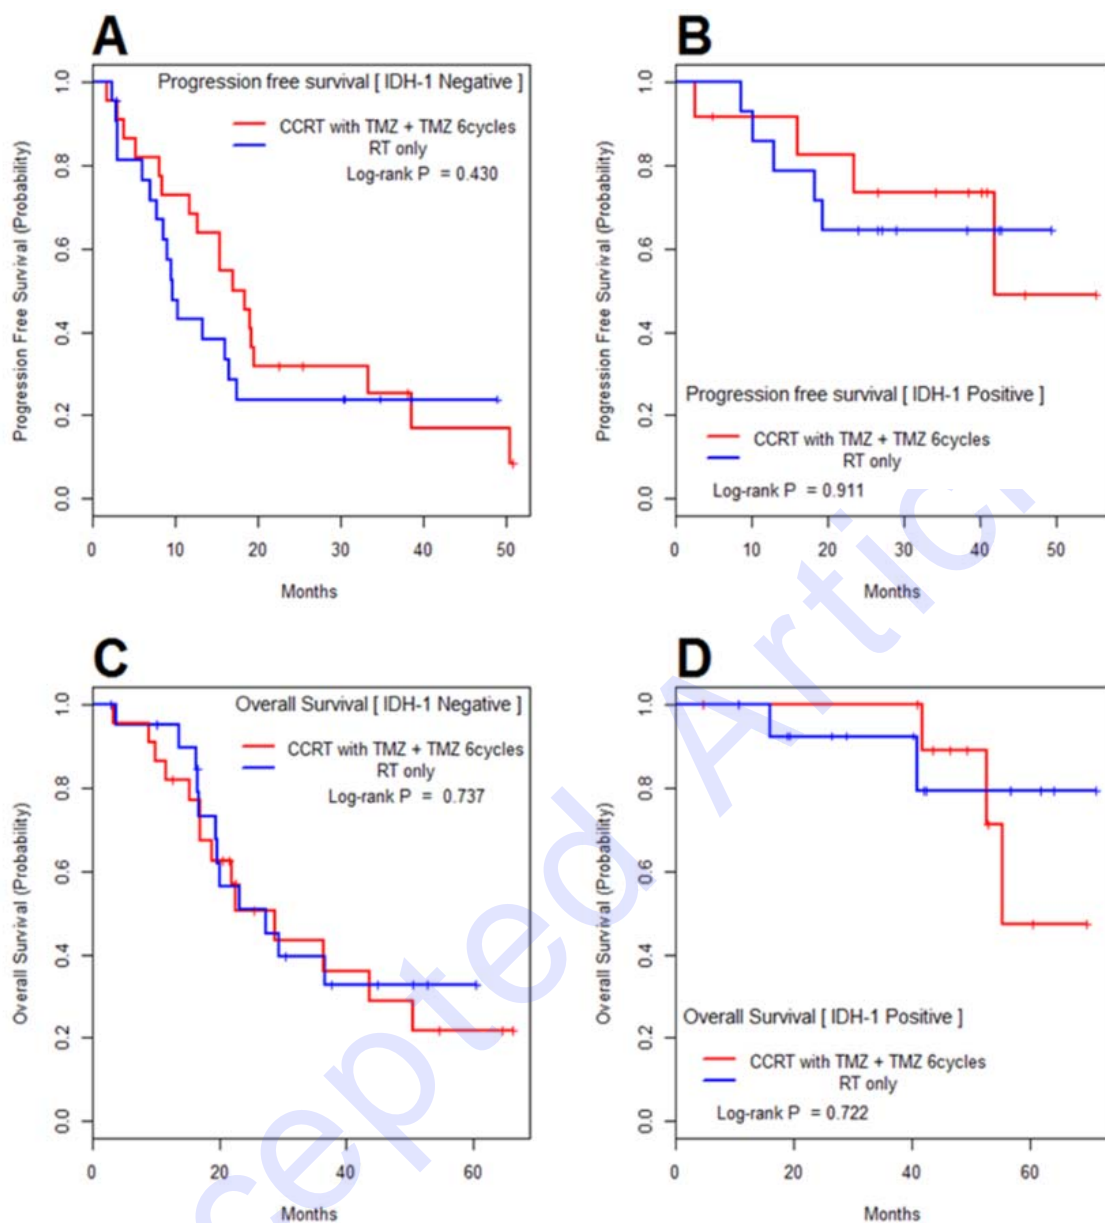 A
Progression free survival [ IDH-1 Negative ]
CCRT with TMZ + TMZ 6cycles
RT only
Log-rank P = 0.430
Progression Free Survival (Probability)
1.0
0.8
0.6
0.4
0.2
0.0
0 10 20 30 40 50
Months
B
Progression Free Survival (Probability)
1.0
0.8
0.6
0.4
0.2
0.0
Progression free survival [ IDH-1 Positive ]
CCRT with TMZ + TMZ 6cycles
RT only
Log-rank P = 0.911
0 10 20 30 40 50
Months
C
Overall Survival [ IDH-1 Negative ]
CCRT with TMZ + TMZ 6cycles
RT only
Log-rank P = 0.737
Overall Survival (Probability)
1.0
0.8
0.6
0.4
0.2
0.0
0 20 40 60
Months
D
Overall Survival (Probability)
1.0
0.8
0.6
0.4
0.2
0.0
Overall Survival [ IDH-1 Positive ]
CCRT with TMZ + TMZ 6cycles
RT only
Log-rank P = 0.722
0 20 40 60
Months
cepted Artic